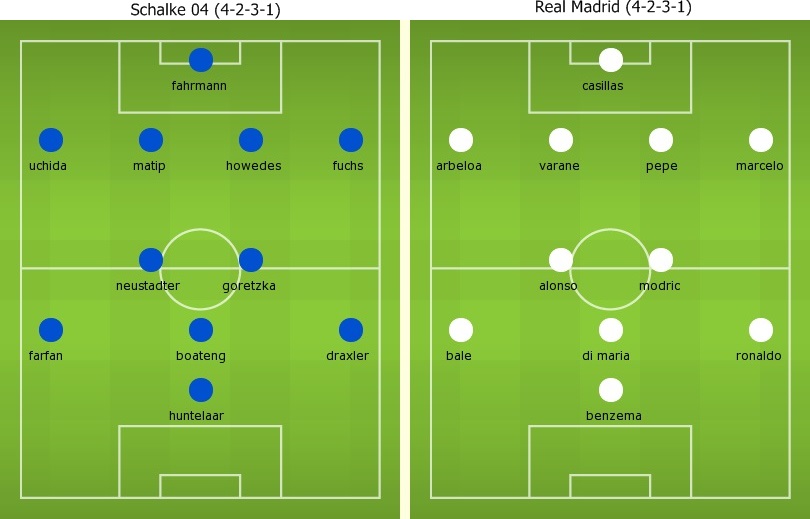 Schalke 04 (4-2-3-1)
fahrmann
uchida matip howedes fuchs
neustadter goretzka
farfan boateng draxler
huntelaar
Real Madrid (4-2-3-1)
casillas
arbeloa varane pepe marcelo
alonso modric
bale di maria ronaldo
benzema